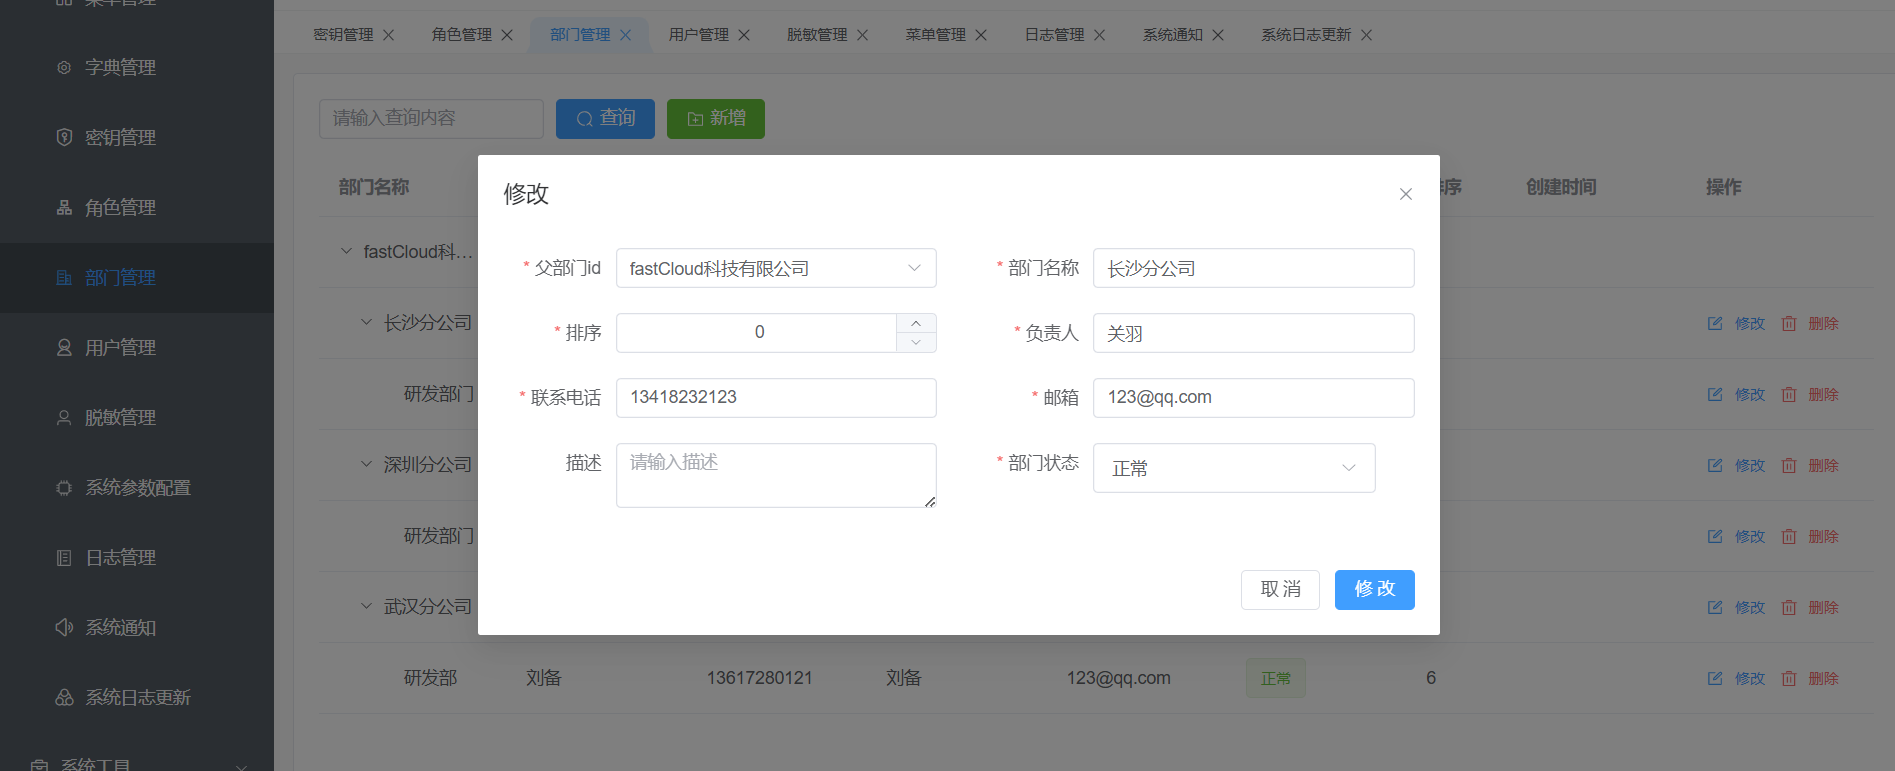 菜单管理
字典管理
密钥管理
角色管理
部门管理
用户管理
脱敏管理
系统参数配置
日志管理
系统通知
系统日志更新
系统工具
密钥管理 角色管理 部门管理 用户管理 脱敏管理 菜单管理 日志管理 系统通知 系统日志更新
请输入查询内容 查询 新增
部门名称 序 创建时间 操作
fastCloud科...
长沙分公司 修改 删除
研发部门 修改 删除
深圳分公司 修改 删除
研发部门 修改 删除
武汉分公司 修改 删除
研发部 刘备 13617280121 刘备 123@qq.com 正常 6 修改 删除
修改
* 父部门id fastCloud科技有限公司 * 部门名称 长沙分公司
* 排序 0 * 负责人 关羽
* 联系电话 13418232123 * 邮箱 123@qq.com
描述 请输入描述 * 部门状态 正常
取消 修改